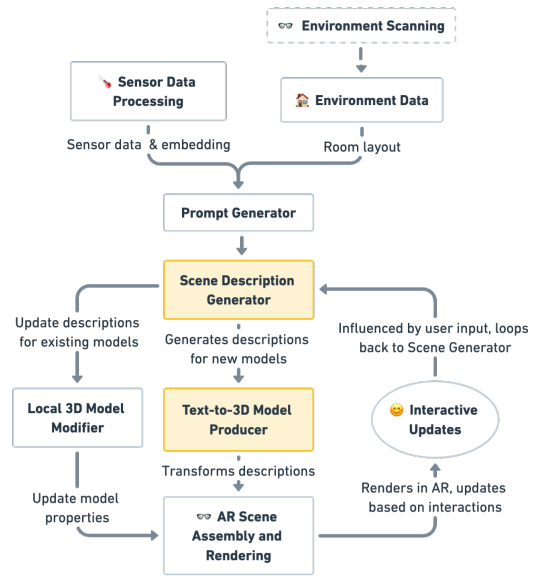 Environment Scanning
Sensor Data
Processing
Environment Data
Sensor data & embedding
Room layout
Prompt Generator
Scene Description
Generator
Update descriptions
for existing models
Generates descriptions
for new models
Influenced by user input, loops
back to Scene Generator
Local 3D Model
Modifier
Text-to-3D Model
Producer
Interactive
Updates
Update model
properties
Transforms descriptions
Renders in AR, updates
based on interactions
AR Scene
Assembly and
Rendering